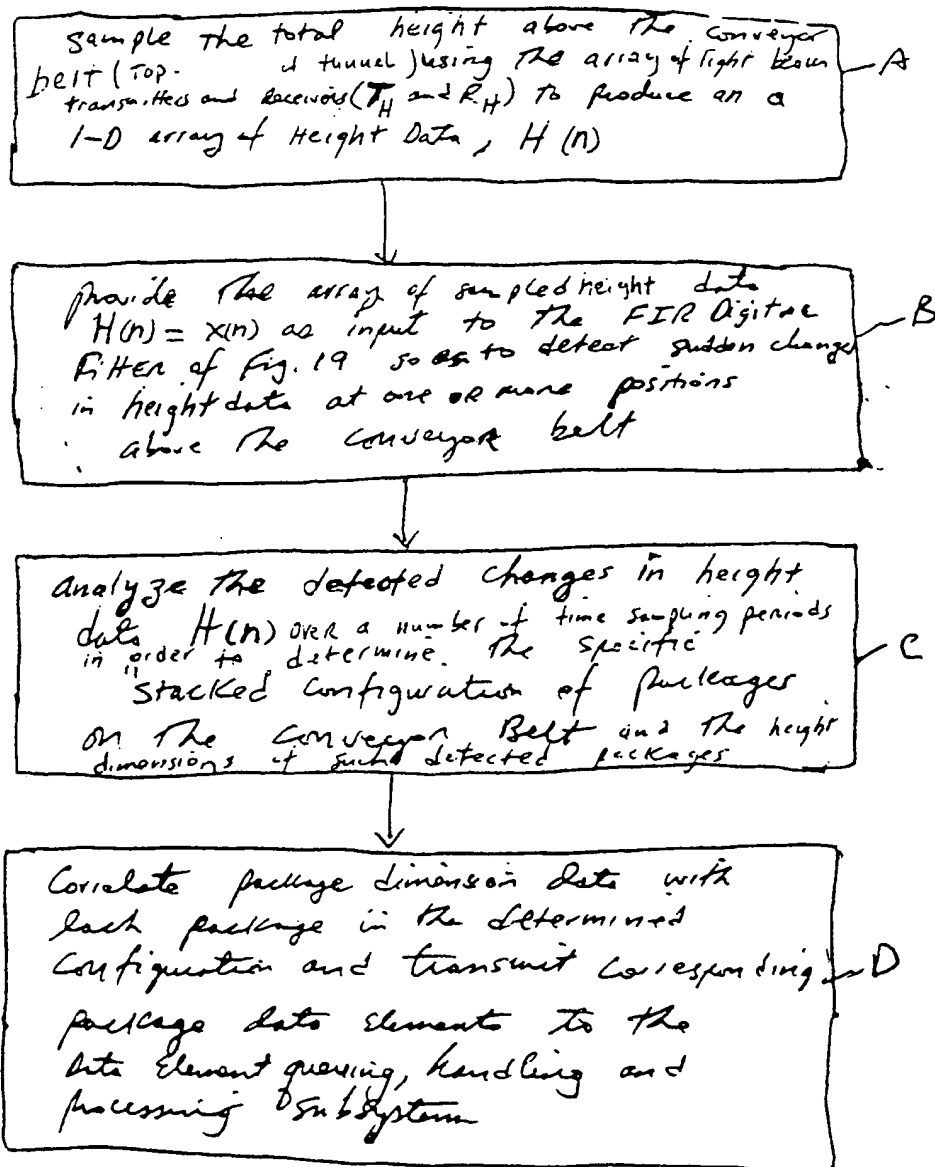 Sample the total height above the conveyor
belt (Top. of tunnel) using the array of light beam
transmitters and Receivers (T_H and R_H) to produce an a
1-D array of Height Data, H(n)
A
provide the array of sampled height data
H(n) = x(n) as input to the FIR Digital
Filter of Fig. 19 so as to detect sudden changes
in height data at one or more positions
above the conveyor belt
B
analyze the detected changes in height
data H(n) over a number of time sampling periods
in order to determine the specific
stacked configuration of packages
on the conveyor Belt and the height
dimensions of such detected packages
C
Correlate package dimension data with
each package in the determined
configuration and transmit corresponding
package data elements to the
Data Element queuing, handling and
processing subsystem
D